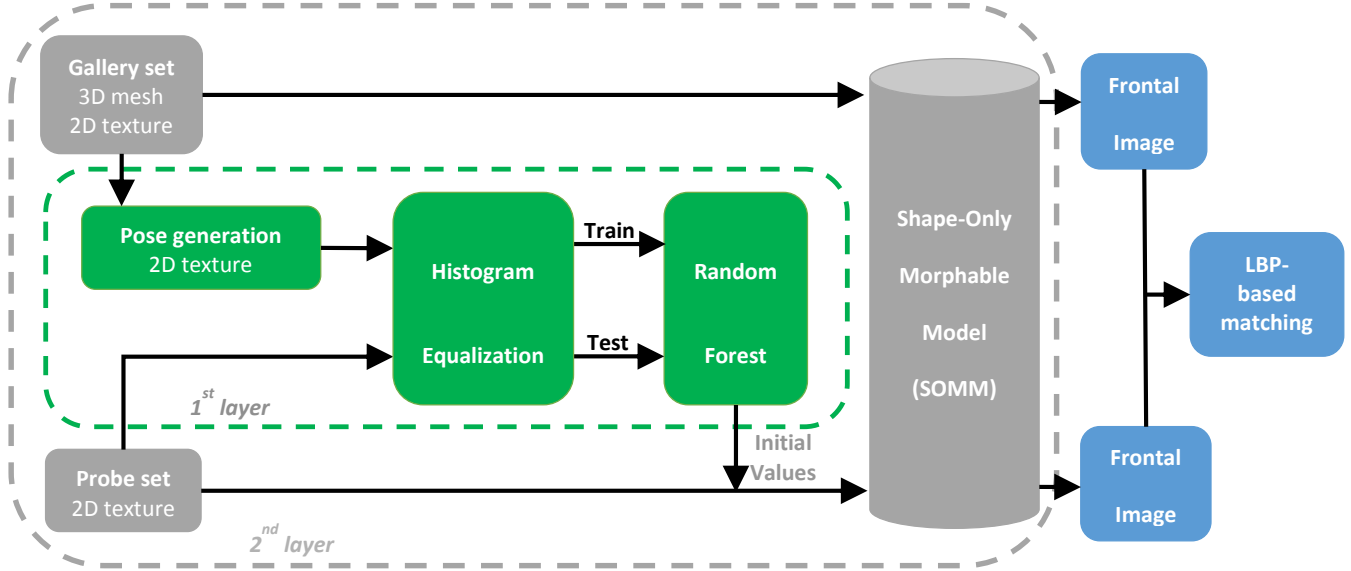 Gallery set
3D mesh
2D texture
Pose generation
2D texture
Histogram
Equalization
Train
Test
Random
Forest
1st layer
Initial
Values
Probe set
2D texture
2nd layer
Shape-Only
Morphable
Model
(SOMM)
Frontal
Image
LBP-
based
matching
Frontal
Image